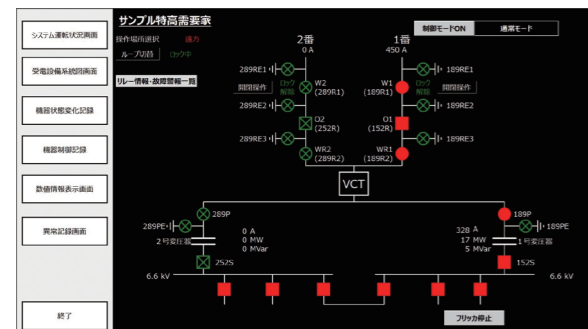 サンプル特高需要家
制御モードON
通常モード
システム運転状況画面
操作場所選択
遠方
ループ切替
ロック中
2番
0 A
1番
450 A
受電設備系統図画面
リレー情報・故障警報一覧
289RE1
ロック
解除
W2
(289R1)
開閉操作
W1
(189R1)
ロック
解除
開閉操作
189RE1
機器状態変化記録
289RE2
O2
(252R)
O1
(152R)
189RE2
機器制御記録
289RE3
WR2
(289R2)
WR1
(189R2)
189RE3
数値情報表示画面
VCT
異常記録画面
289P
289PE
2号変圧器
0 A
0 MW
0 MVar
252S
189P
189PE
328 A
17 MW
5 MVar
1号変圧器
152S
6.6 kV
6.6 kV
終了
フリッカ停止